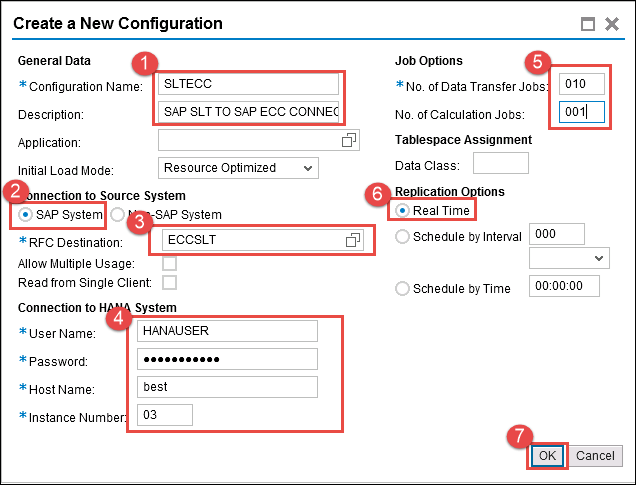 Create a New Configuration
General Data
1
*Configuration Name: SLTECC
Description: SAP SLT TO SAP ECC CONNEC
Application:
Initial Load Mode: Resource Optimized
2
Connection to Source System
SAP System Non-SAP System
3
*RFC Destination: ECCSLT
Allow Multiple Usage:
Read from Single Client:
Connection to HANA System
4
*User Name: HANAUSER
*Password: •••••••••••
*Host Name: best
*Instance Number: 03
Job Options
5
*No. of Data Transfer Jobs: 010
No. of Calculation Jobs: 001
Tablespace Assignment
Data Class:
6
Replication Options
Real Time
Schedule by Interval 000
Schedule by Time 00:00:00
7
OK Cancel